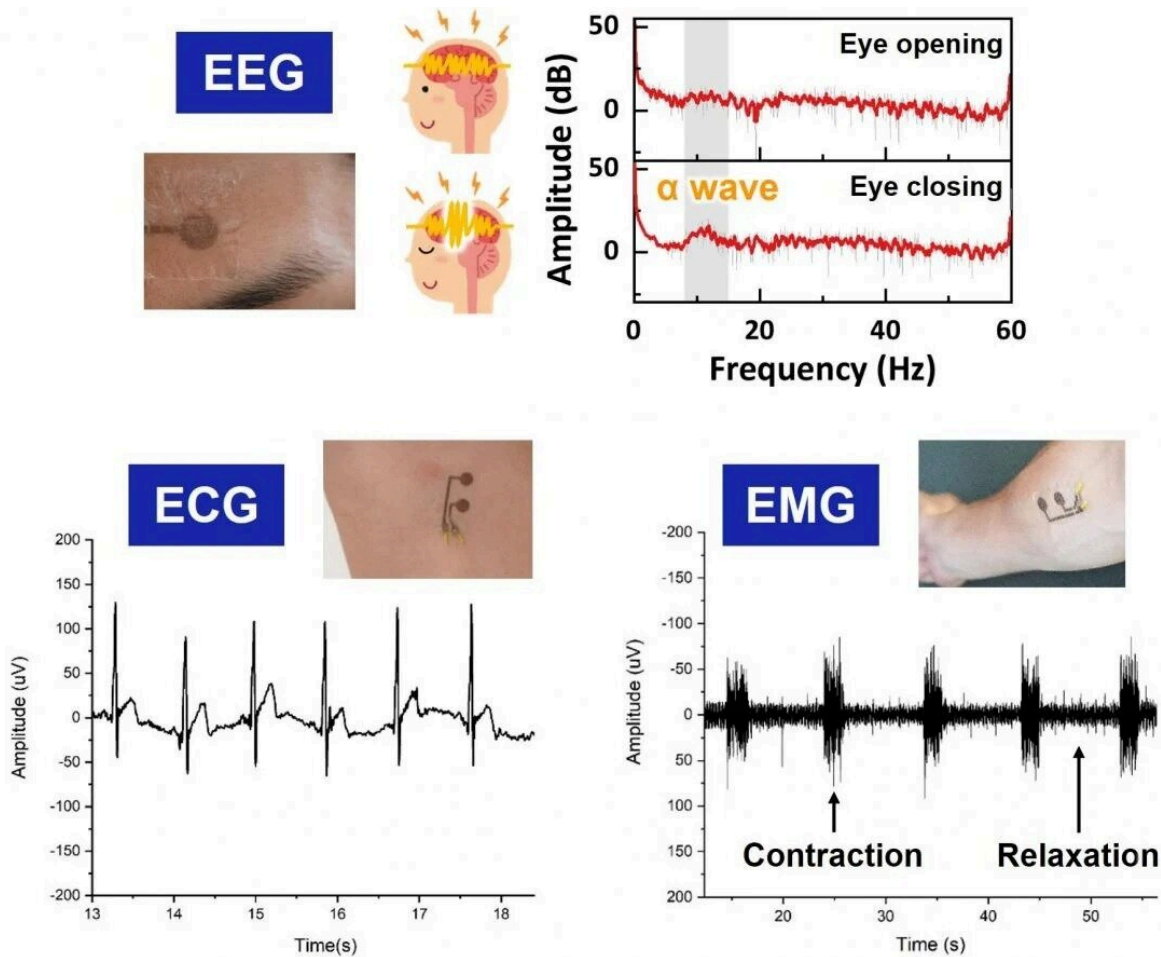 EEG
50
0
50
0
Amplitude (dB)
Eye opening
α wave
Eye closing
0 20 40 60
Frequency (Hz)
ECG
200
150
100
50
0
-50
-100
-150
-200
Amplitude (uV)
13 14 15 16 17 18
Time(s)
EMG
-200
-150
-100
-50
0
50
100
150
200
Amplitude (uV)
Contraction
Relaxation
20 30 40 50
Time (s)